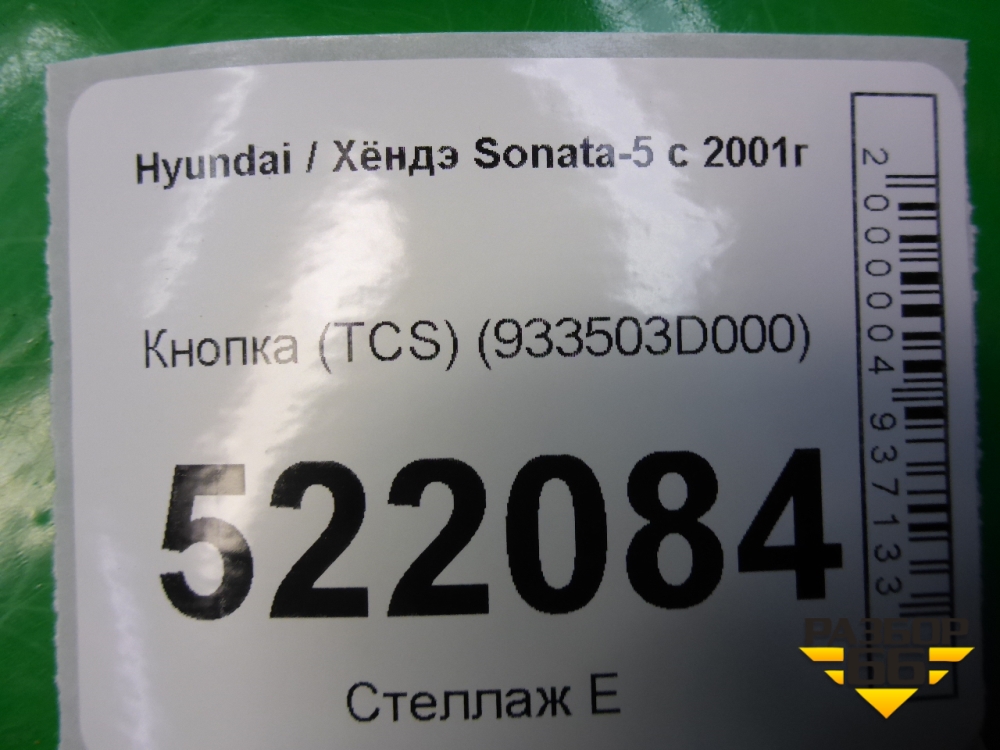 Hyundai / Хёндэ Sonata-5 с 2001г
Кнопка (TCS) (933503D000)
522084
Стеллаж Е
2000004937133
РАЗБОР
66